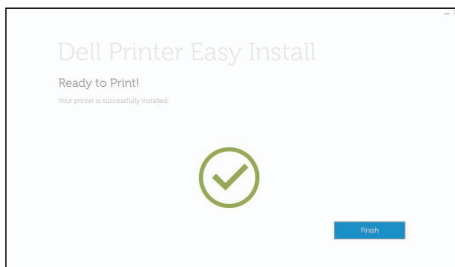 Dell Printer Easy Install
Ready to Print!
Your printer is successfully installed.
Finish